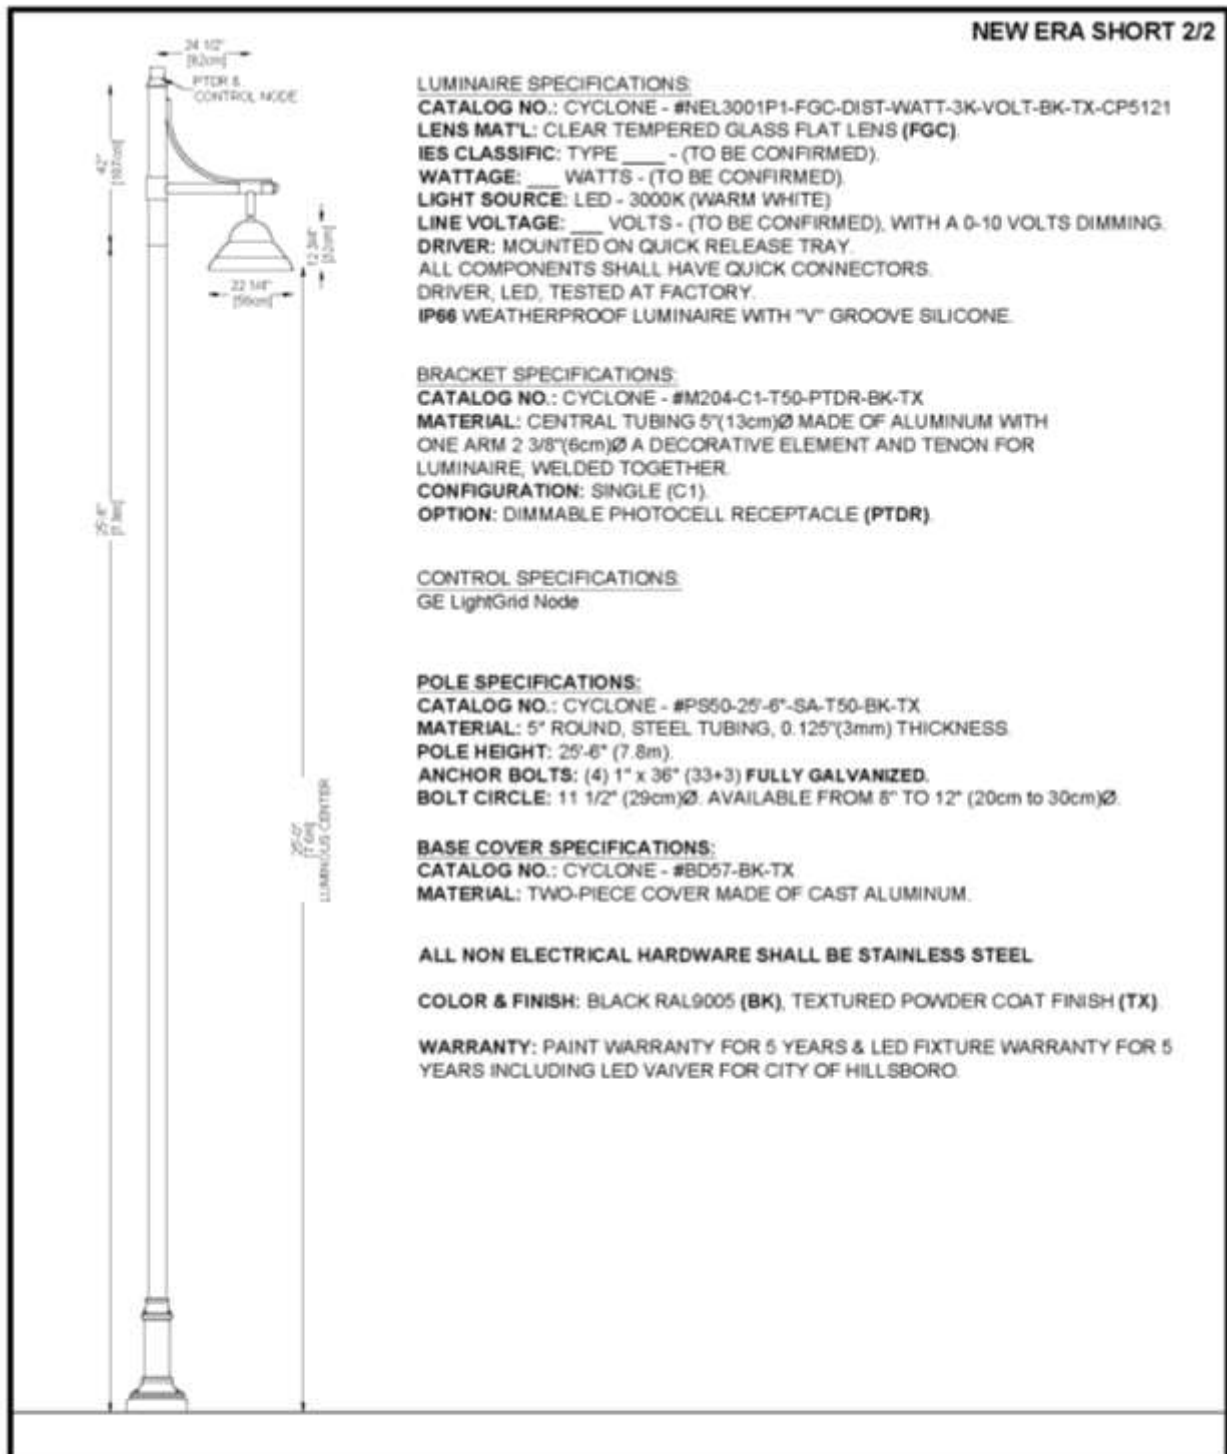 NEW ERA SHORT 2/2
24 1/2"
[62cm]
PTDR &
CONTROL NODE
42"
[107cm]
12 3/4"
[32cm]
22 1/4"
[56cm]
25'-6"
[7.8m]
25'-0"
[7.6m]
LUMINOUS CENTER
LUMINAIRE SPECIFICATIONS:
CATALOG NO.: CYCLONE - #NEL3001P1-FGC-DIST-WATT-3K-VOLT-BK-TX-CP5121
LENS MAT'L: CLEAR TEMPERED GLASS FLAT LENS (FGC).
IES CLASSIFIC: TYPE ____ - (TO BE CONFIRMED).
WATTAGE: ___ WATTS - (TO BE CONFIRMED).
LIGHT SOURCE: LED - 3000K (WARM WHITE)
LINE VOLTAGE: ___ VOLTS - (TO BE CONFIRMED), WITH A 0-10 VOLTS DIMMING.
DRIVER: MOUNTED ON QUICK RELEASE TRAY.
ALL COMPONENTS SHALL HAVE QUICK CONNECTORS.
DRIVER, LED, TESTED AT FACTORY.
IP66 WEATHERPROOF LUMINAIRE WITH "V" GROOVE SILICONE.
BRACKET SPECIFICATIONS:
CATALOG NO.: CYCLONE - #M204-C1-T50-PTDR-BK-TX
MATERIAL: CENTRAL TUBING 5"(13cm)Ø MADE OF ALUMINUM WITH
ONE ARM 2 3/8"(6cm)Ø A DECORATIVE ELEMENT AND TENON FOR
LUMINAIRE, WELDED TOGETHER.
CONFIGURATION: SINGLE (C1).
OPTION: DIMMABLE PHOTOCELL RECEPTACLE (PTDR).
CONTROL SPECIFICATIONS:
GE LightGrid Node
POLE SPECIFICATIONS:
CATALOG NO.: CYCLONE - #PS50-25'-6"-SA-T50-BK-TX
MATERIAL: 5" ROUND, STEEL TUBING, 0.125"(3mm) THICKNESS.
POLE HEIGHT: 25'-6" (7.8m).
ANCHOR BOLTS: (4) 1" x 36" (33+3) FULLY GALVANIZED.
BOLT CIRCLE: 11 1/2" (29cm)Ø. AVAILABLE FROM 8" TO 12" (20cm to 30cm)Ø.
BASE COVER SPECIFICATIONS:
CATALOG NO.: CYCLONE - #BD57-BK-TX
MATERIAL: TWO-PIECE COVER MADE OF CAST ALUMINUM.
ALL NON ELECTRICAL HARDWARE SHALL BE STAINLESS STEEL
COLOR & FINISH: BLACK RAL9005 (BK), TEXTURED POWDER COAT FINISH (TX).
WARRANTY: PAINT WARRANTY FOR 5 YEARS & LED FIXTURE WARRANTY FOR 5
YEARS INCLUDING LED VAIVER FOR CITY OF HILLSBORO.